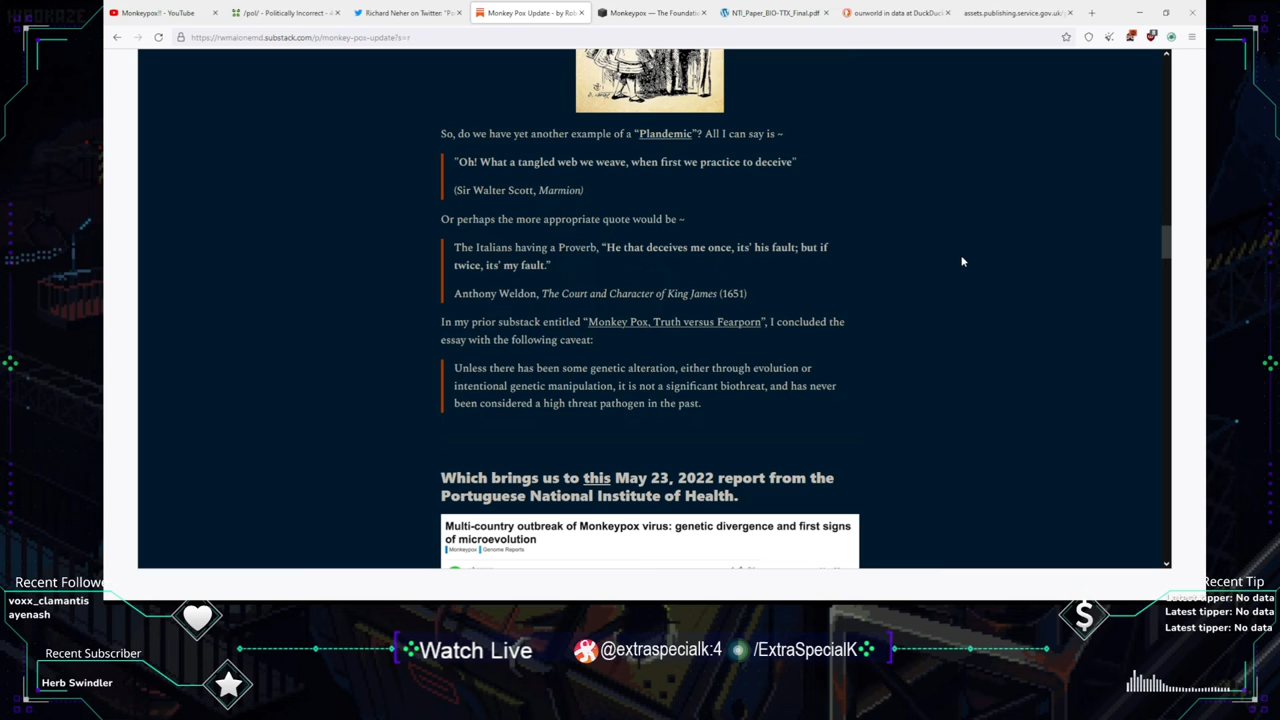 Monkeypox!! - YouTube
/pol/ - Politically Incorrect - 4
Richard Neher on Twitter: "Po
Monkey Pox Update - by Rob
Monkeypox — The Foundatio
Paper_BIO-TTX_Final.pdf
ourworld in data at DuckDuc
assets.publishing.service.gov.uk/
https://rwmalonemd.substack.com/p/monkey-pos-update?s=r
So, do we have yet another example of a “Plandemic”? All I can say is ~
"Oh! What a tangled web we weave, when first we practice to deceive"
(Sir Walter Scott, Marmion)
Or perhaps the more appropriate quote would be ~
The Italians having a Proverb, “He that deceives me once, its’ his fault; but if
twice, its’ my fault.”
Anthony Weldon, The Court and Character of King James (1651)
In my prior substack entitled “Monkey Pox, Truth versus Fearporn”, I concluded the
essay with the following caveat:
Unless there has been some genetic alteration, either through evolution or
intentional genetic manipulation, it is not a significant biothreat, and has never
been considered a high threat pathogen in the past.
Which brings us to this May 23, 2022 report from the
Portuguese National Institute of Health.
Multi-country outbreak of Monkeypox virus: genetic divergence and first signs
of microevolution
Monkeypox Genome Reports
Recent Followe
voxx_clamantis
ayenash
Recent Subscriber
Herb Swindler
Watch Live
@extraspecialk:4
/ExtraSpecialK
Recent Tip
Latest tipper: No data
Latest tipper: No data
Latest tipper: No data